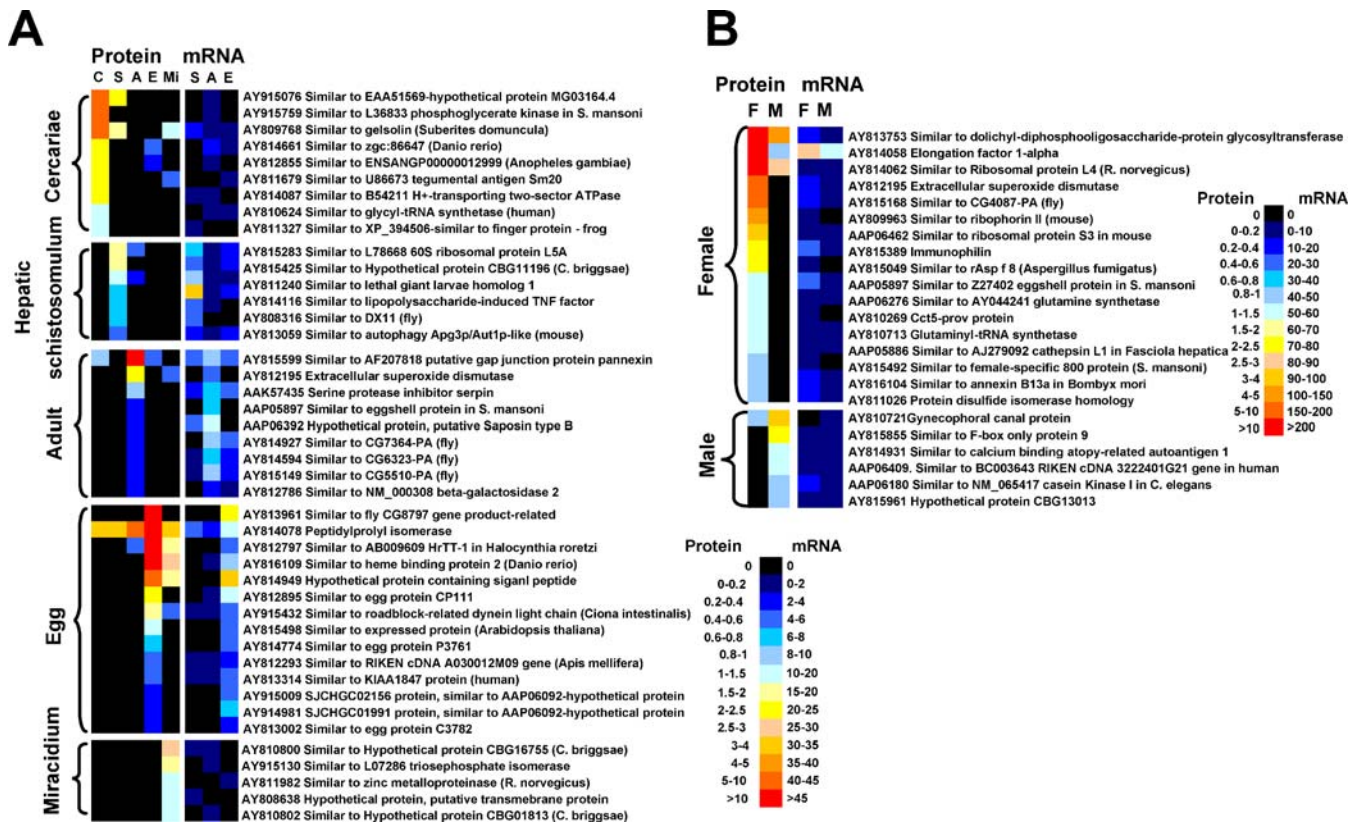 A
Protein mRNA
C S A E Mi S A E
Cercariae
AY915076 Similar to EAA51569-hypothetical protein MG03164.4
AY915759 Similar to L36833 phosphoglycerate kinase in S. mansoni
AY809768 Similar to gelsolin (Suberites domuncula)
AY814661 Similar to zgc:86647 (Danio rerio)
AY812855 Similar to ENSANGP00000012999 (Anopheles gambiae)
AY811679 Similar to U86673 tegumental antigen Sm20
AY814087 Similar to B54211 H+-transporting two-sector ATPase
AY810624 Similar to glycyl-tRNA synthetase (human)
AY811327 Similar to XP_394506-similar to finger protein - frog
Hepatic
schistosomulum
AY815283 Similar to L78668 60S ribosomal protein L5A
AY815425 Similar to Hypothetical protein CBG11196 (C. briggsae)
AY811240 Similar to lethal giant larvae homolog 1
AY814116 Similar to lipopolysaccharide-induced TNF factor
AY808316 Similar to DX11 (fly)
AY813059 Similar to autophagy Apg3p/Aut1p-like (mouse)
Adult
AY815599 Similar to AF207818 putative gap junction protein pannexin
AY812195 Extracellular superoxide dismutase
AAK57435 Serine protease inhibitor serpin
AAP05897 Similar to eggshell protein in S. mansoni
AAP06392 Hypothetical protein, putative Saposin type B
AY814927 Similar to CG7364-PA (fly)
AY814594 Similar to CG6323-PA (fly)
AY815149 Similar to CG5510-PA (fly)
AY812786 Similar to NM_000308 beta-galactosidase 2
Egg
AY813961 Similar to fly CG8797 gene product-related
AY814078 Peptidylprolyl isomerase
AY812797 Similar to AB009609 HrTT-1 in Halocynthia roretzi
AY816109 Similar to heme binding protein 2 (Danio rerio)
AY814949 Hypothetical protein containing siganl peptide
AY812895 Similar to egg protein CP111
AY915432 Similar to roadblock-related dynein light chain (Ciona intestinalis)
AY815498 Similar to expressed protein (Arabidopsis thaliana)
AY814774 Similar to egg protein P3761
AY812293 Similar to RIKEN cDNA A030012M09 gene (Apis mellifera)
AY813314 Similar to KIAA1847 protein (human)
AY915009 SJCHGC02156 protein, similar to AAP06092-hypothetical protein
AY914981 SJCHGC01991 protein, similar to AAP06092-hypothetical protein
AY813002 Similar to egg protein C3782
Miracidium
AY810800 Similar to Hypothetical protein CBG16755 (C. briggsae)
AY915130 Similar to L07286 triosephosphate isomerase
AY811982 Similar to zinc metalloproteinase (R. norvegicus)
AY808638 Hypothetical protein, putative transmebrane protein
AY810802 Similar to Hypothetical protein CBG01813 (C. briggsae)
Protein mRNA
0 0
0-0.2 0-2
0.2-0.4 2-4
0.4-0.6 4-6
0.6-0.8 6-8
0.8-1 8-10
1-1.5 10-20
1.5-2 15-20
2-2.5 20-25
2.5-3 25-30
3-4 30-35
4-5 35-40
5-10 40-45
>10 >45
B
Protein mRNA
F M F M
Female
AY813753 Similar to dolichyl-diphosphooligosaccharide-protein glycosyltransferase
AY814058 Elongation factor 1-alpha
AY814062 Similar to Ribosomal protein L4 (R. norvegicus)
AY812195 Extracellular superoxide dismutase
AY815168 Similar to CG4087-PA (fly)
AY809963 Similar to ribophorin II (mouse)
AAP06462 Similar to ribosomal protein S3 in mouse
AY815389 Immunophilin
AY815049 Similar to rAsp f 8 (Aspergillus fumigatus)
AAP05897 Similar to Z27402 eggshell protein in S. mansoni
AAP06276 Similar to AY044241 glutamine synthetase
AY810269 Cct5-prov protein
AY810713 Glutaminyl-tRNA synthetase
AAP05886 Similar to AJ279092 cathepsin L1 in Fasciola hepatica
AY815492 Similar to female-specific 800 protein (S. mansoni)
AY816104 Similar to annexin B13a in Bombyx mori
AY811026 Protein disulfide isomerase homology
Male
AY810721Gynecophoral canal protein
AY815855 Similar to F-box only protein 9
AY814931 Similar to calcium binding atopy-related autoantigen 1
AAP06409. Similar to BC003643 RIKEN cDNA 3222401G21 gene in human
AAP06180 Similar to NM_065417 casein Kinase I in C. elegans
AY815961 Hypothetical protein CBG13013
Protein mRNA
0 0
0-0.2 0-10
0.2-0.4 10-20
0.4-0.6 20-30
0.6-0.8 30-40
0.8-1 40-50
1-1.5 50-60
1.5-2 60-70
2-2.5 70-80
2.5-3 80-90
3-4 90-100
4-5 100-150
5-10 150-200
>10 >200